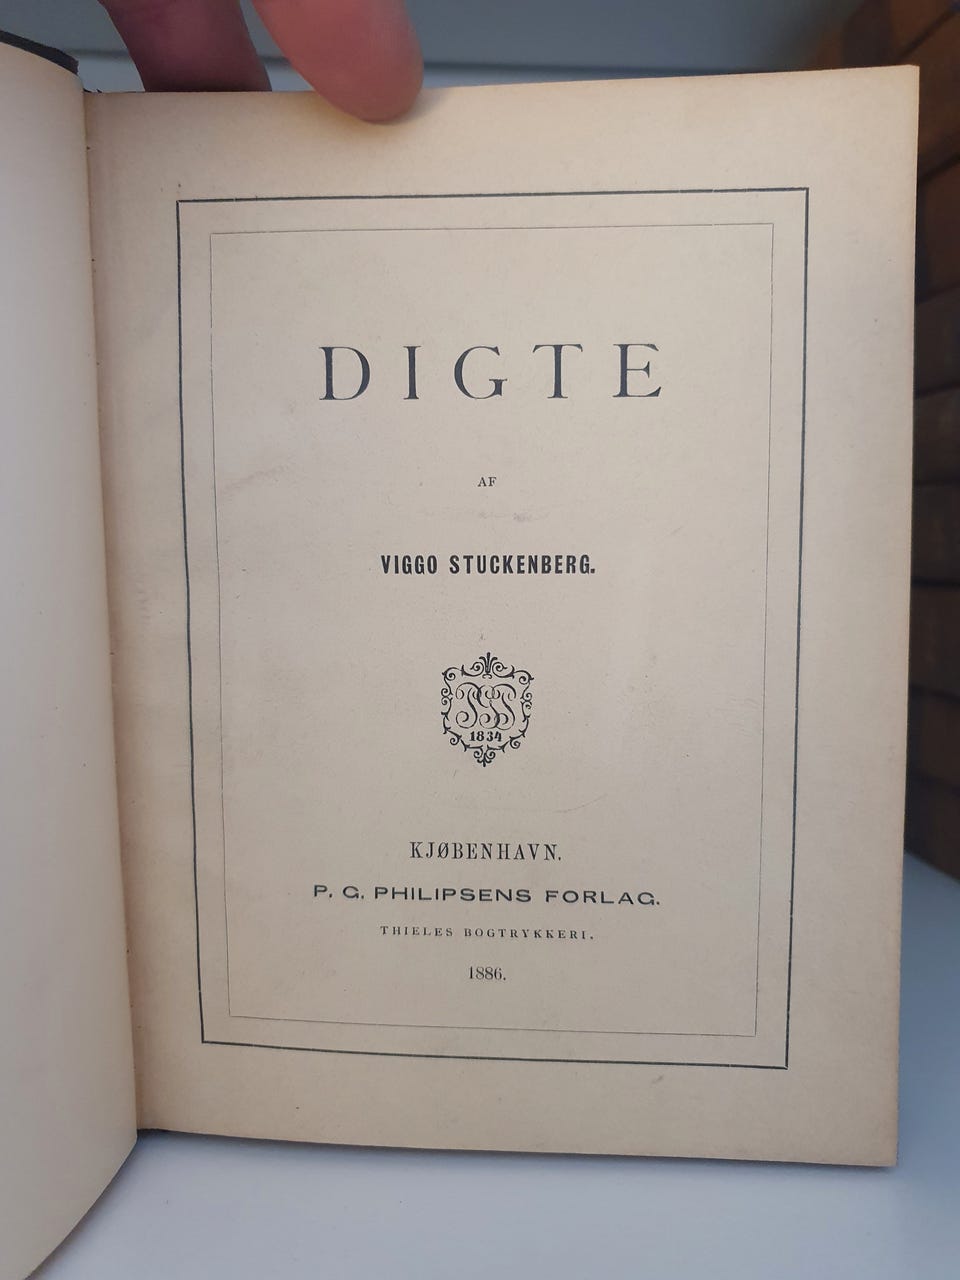 DIGTE
AF
VIGGO STUCKENBERG.
1834
KJØBENHAVN.
P. G. PHILIPSENS FORLAG.
THIELES BOGTRYKKERI.
1886.